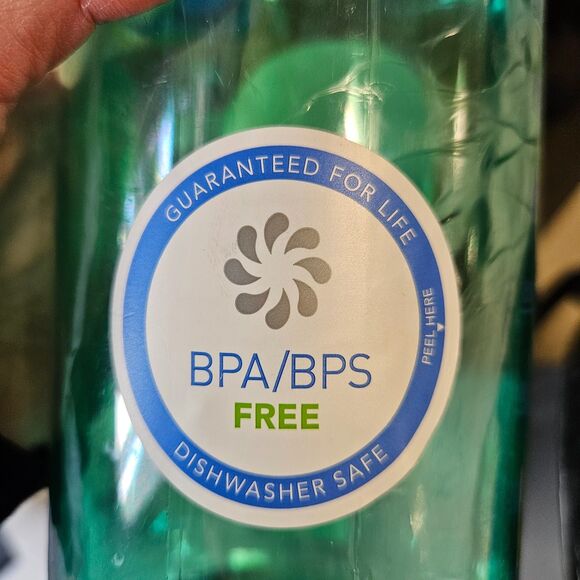 GUARANTEED FOR LIFE
PEEL HERE
BPA/BPS
FREE
DISHWASHER SAFE